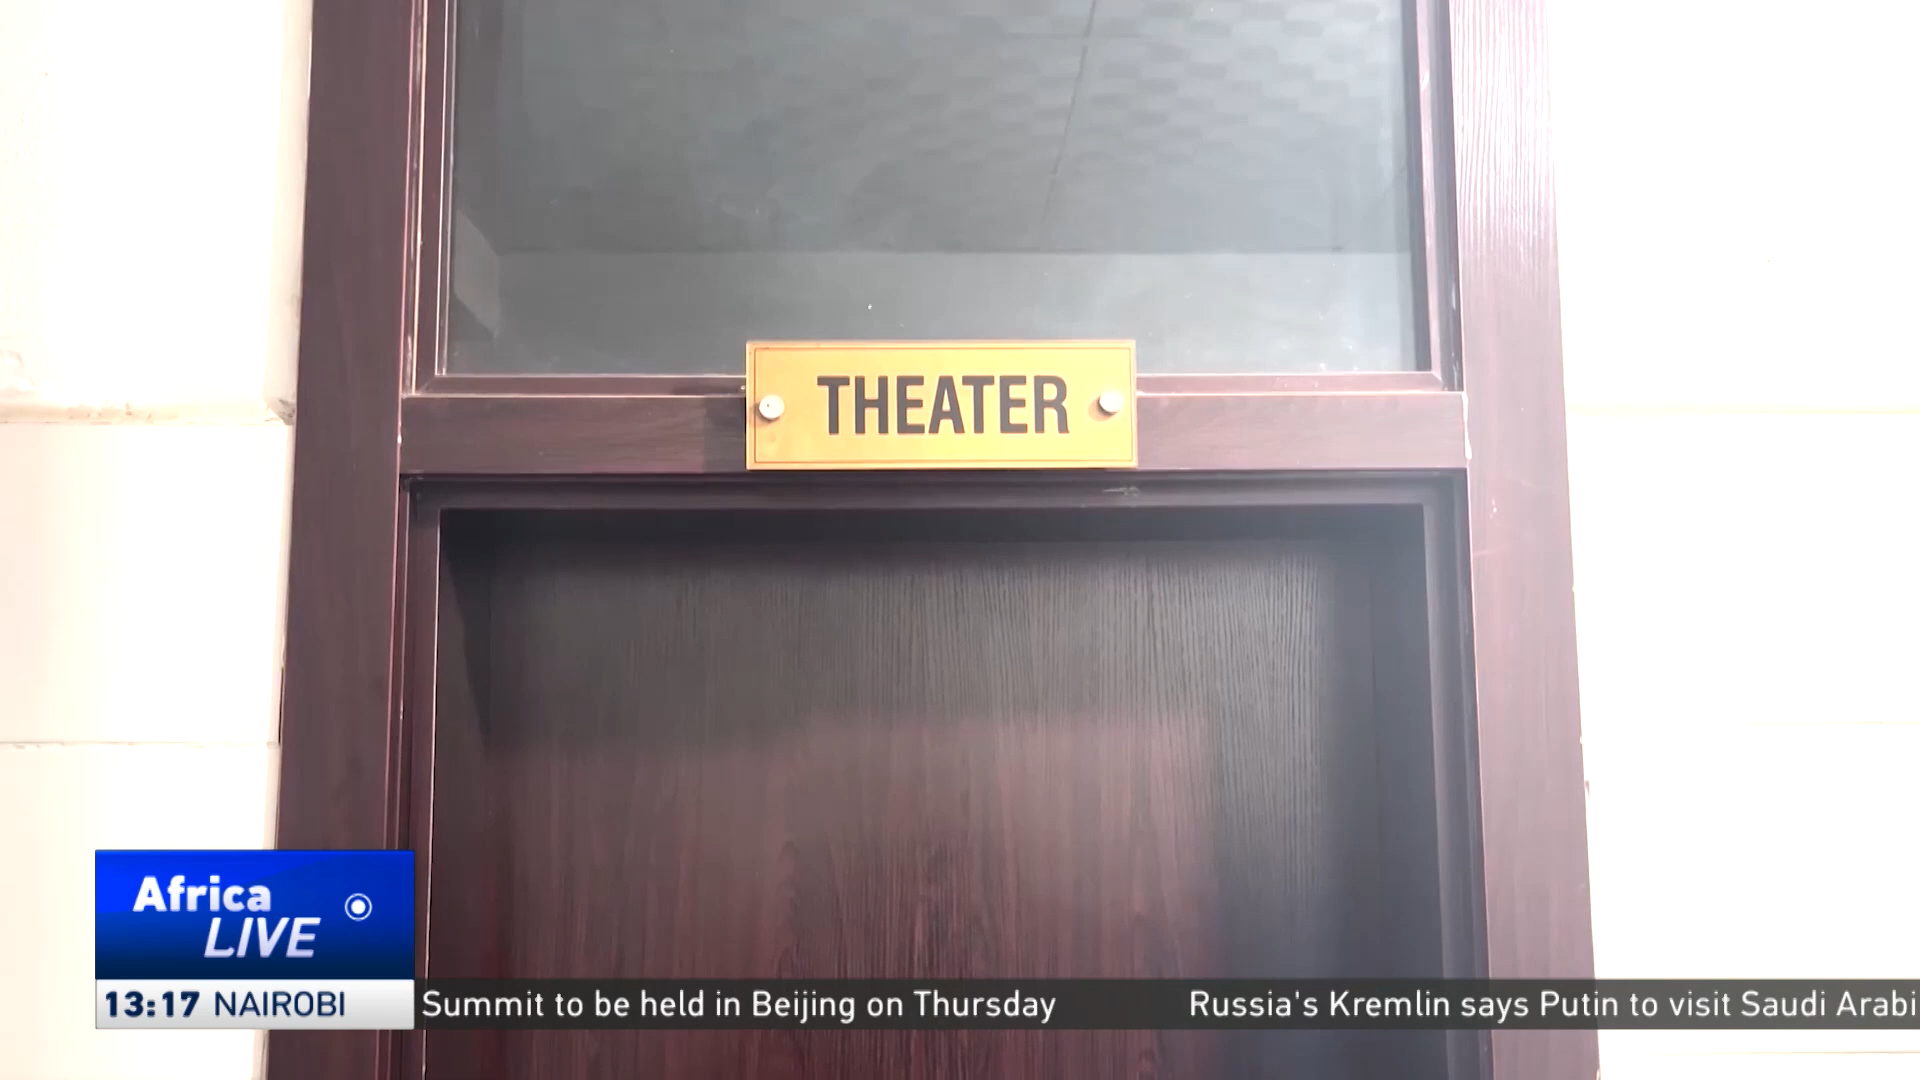 THEATER
Africa
LIVE
13:17 NAIROBI
Summit to be held in Beijing on Thursday
Russia's Kremlin says Putin to visit Saudi Arabi